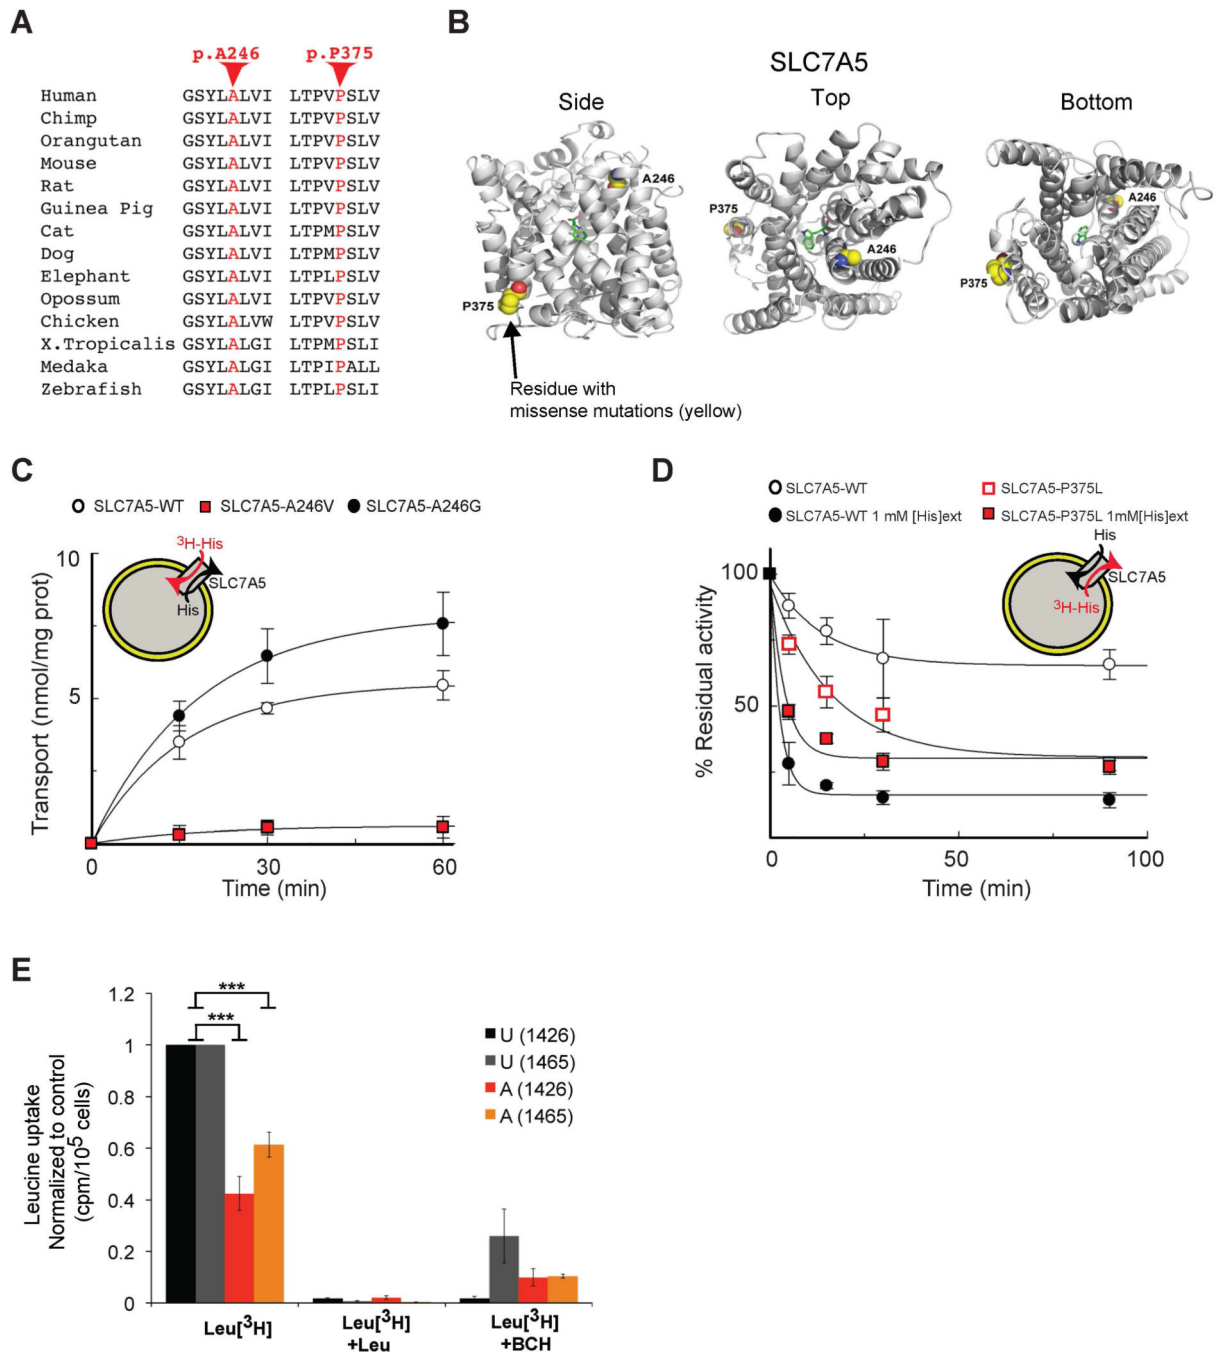 A
p.A246 p.P375
Human GSYLALVI LTPVPSLV
Chimp GSYLALVI LTPVPSLV
Orangutan GSYLALVI LTPVPSLV
Mouse GSYLALVI LTPVPSLV
Rat GSYLALVI LTPVPSLV
Guinea Pig GSYLALVI LTPVPSLV
Cat GSYLALVI LTPMPSLV
Dog GSYLALVI LTPMPSLV
Elephant GSYLALVI LTPLPSLV
Opossum GSYLALVI LTPVPSLV
Chicken GSYLALVW LTPVPSLV
X.Tropicalis GSYLALGI LTPMPSLI
Medaka GSYLALGI LTPIPALL
Zebrafish GSYLALGI LTPLPSLI
B
SLC7A5
Side Top Bottom
A246
P375
P375
A246
A246
P375
Residue with
missense mutations (yellow)
C
SLC7A5-WT SLC7A5-A246V SLC7A5-A246G
10
5
Transport (nmol/mg prot)
3H-His
SLC7A5
His
0 30 60
Time (min)
D
SLC7A5-WT SLC7A5-P375L
SLC7A5-WT 1 mM [His]ext SLC7A5-P375L 1mM[His]ext
100
50
% Residual activity
His
SLC7A5
3H-His
0 50 100
Time (min)
E
Leucine uptake
Normalized to control
(cpm/10^5 cells)
1.2
1
0.8
0.6
0.4
0.2
0
***
***
U (1426)
U (1465)
A (1426)
A (1465)
Leu[3H] Leu[3H] Leu[3H]
+Leu +BCH